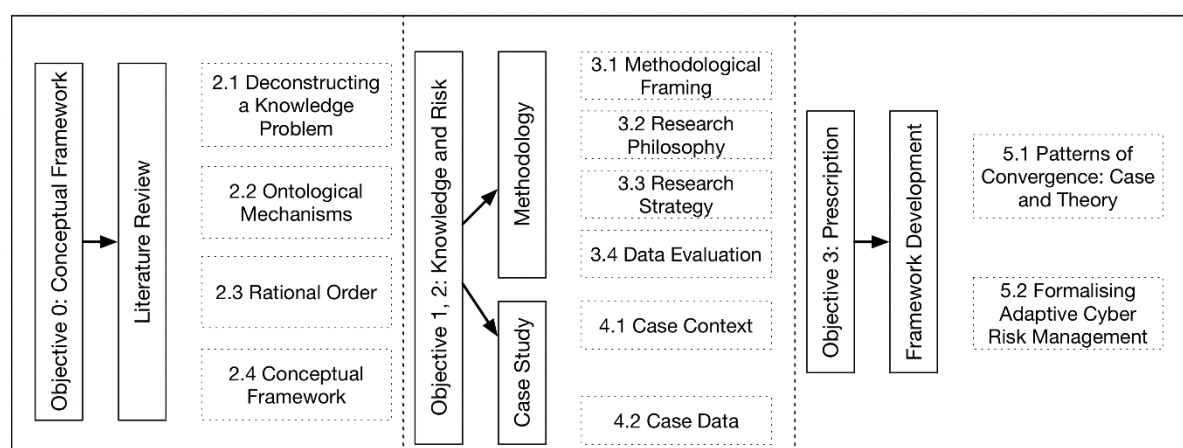 Objective 0: Conceptual Framework
Literature Review
2.1 Deconstructing
a Knowledge
Problem
2.2 Ontological
Mechanisms
2.3 Rational Order
2.4 Conceptual
Framework
Objective 1, 2: Knowledge and Risk
Methodology
Case Study
3.1 Methodological
Framing
3.2 Research
Philosophy
3.3 Research
Strategy
3.4 Data Evaluation
4.1 Case Context
4.2 Case Data
Objective 3: Prescription
Framework Development
5.1 Patterns of
Convergence: Case
and Theory
5.2 Formalising
Adaptive Cyber
Risk Management